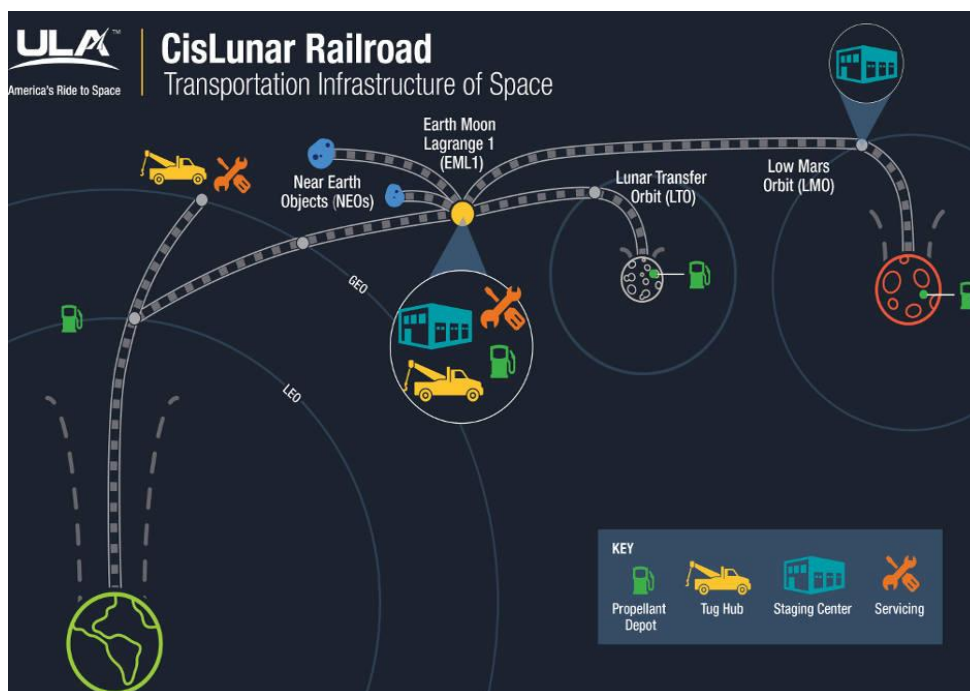 ULA™
America's Ride to Space
CisLunar Railroad
Transportation Infrastructure of Space
Earth Moon
Lagrange 1
(EML1)
Near Earth
Objects (NEOs)
Lunar Transfer
Orbit (LTO)
Low Mars
Orbit (LMO)
GEO
LEO
KEY
Propellant
Depot
Tug Hub
Staging Center
Servicing